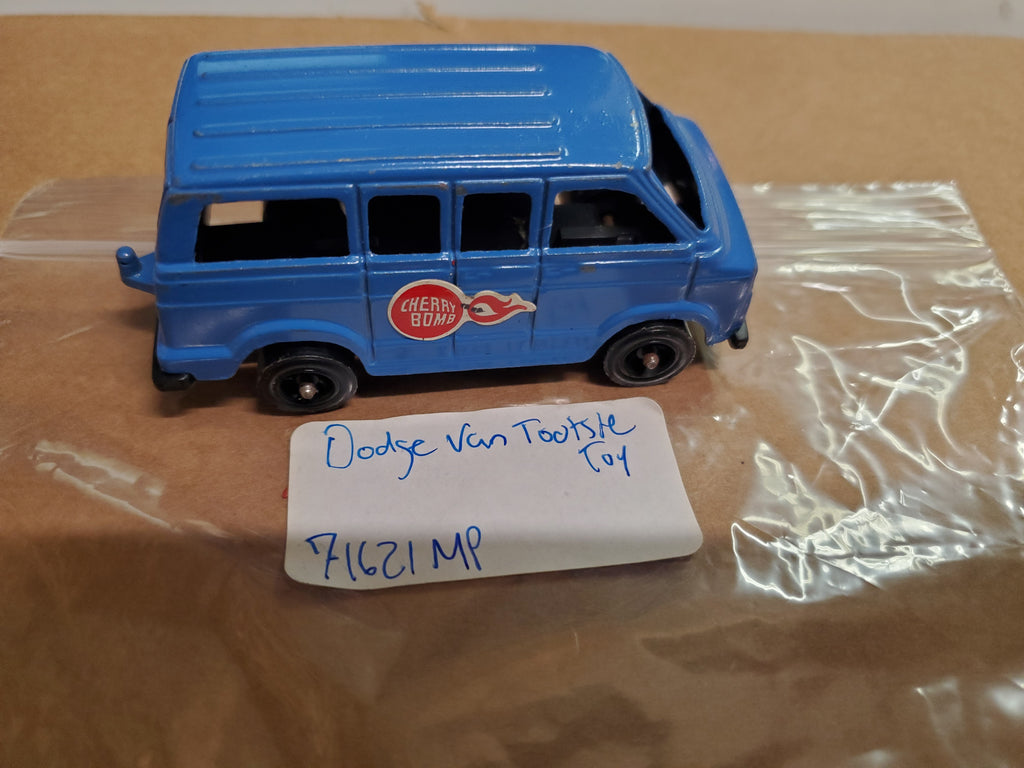 CHERRY
BOMB
Dodge Van Tootsie
Toy
71621 MP